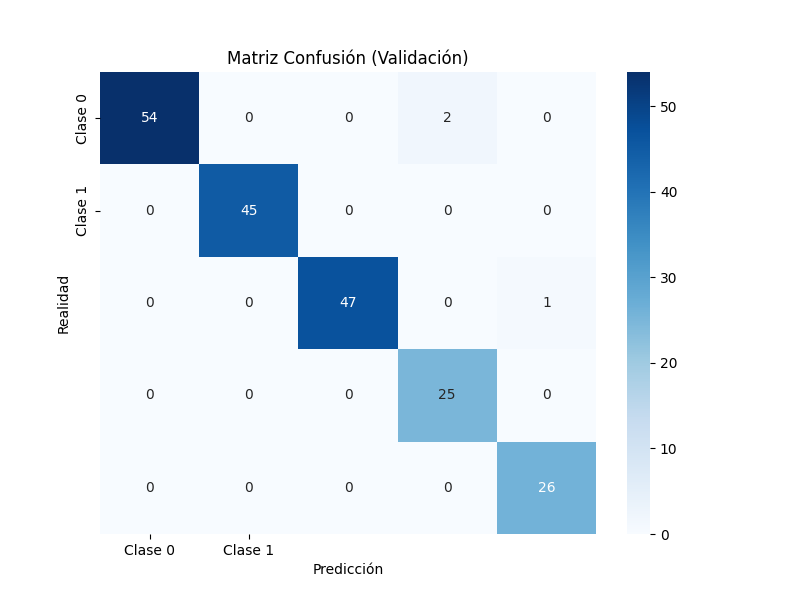 Matriz Confusión (Validación)
Clase 0
54 0 0 2 0
Clase 1
0 45 0 0 0
Realidad
0 0 47 0 1
0 0 0 25 0
0 0 0 0 26
Clase 0 Clase 1
Predicción
50
40
30
20
10
0